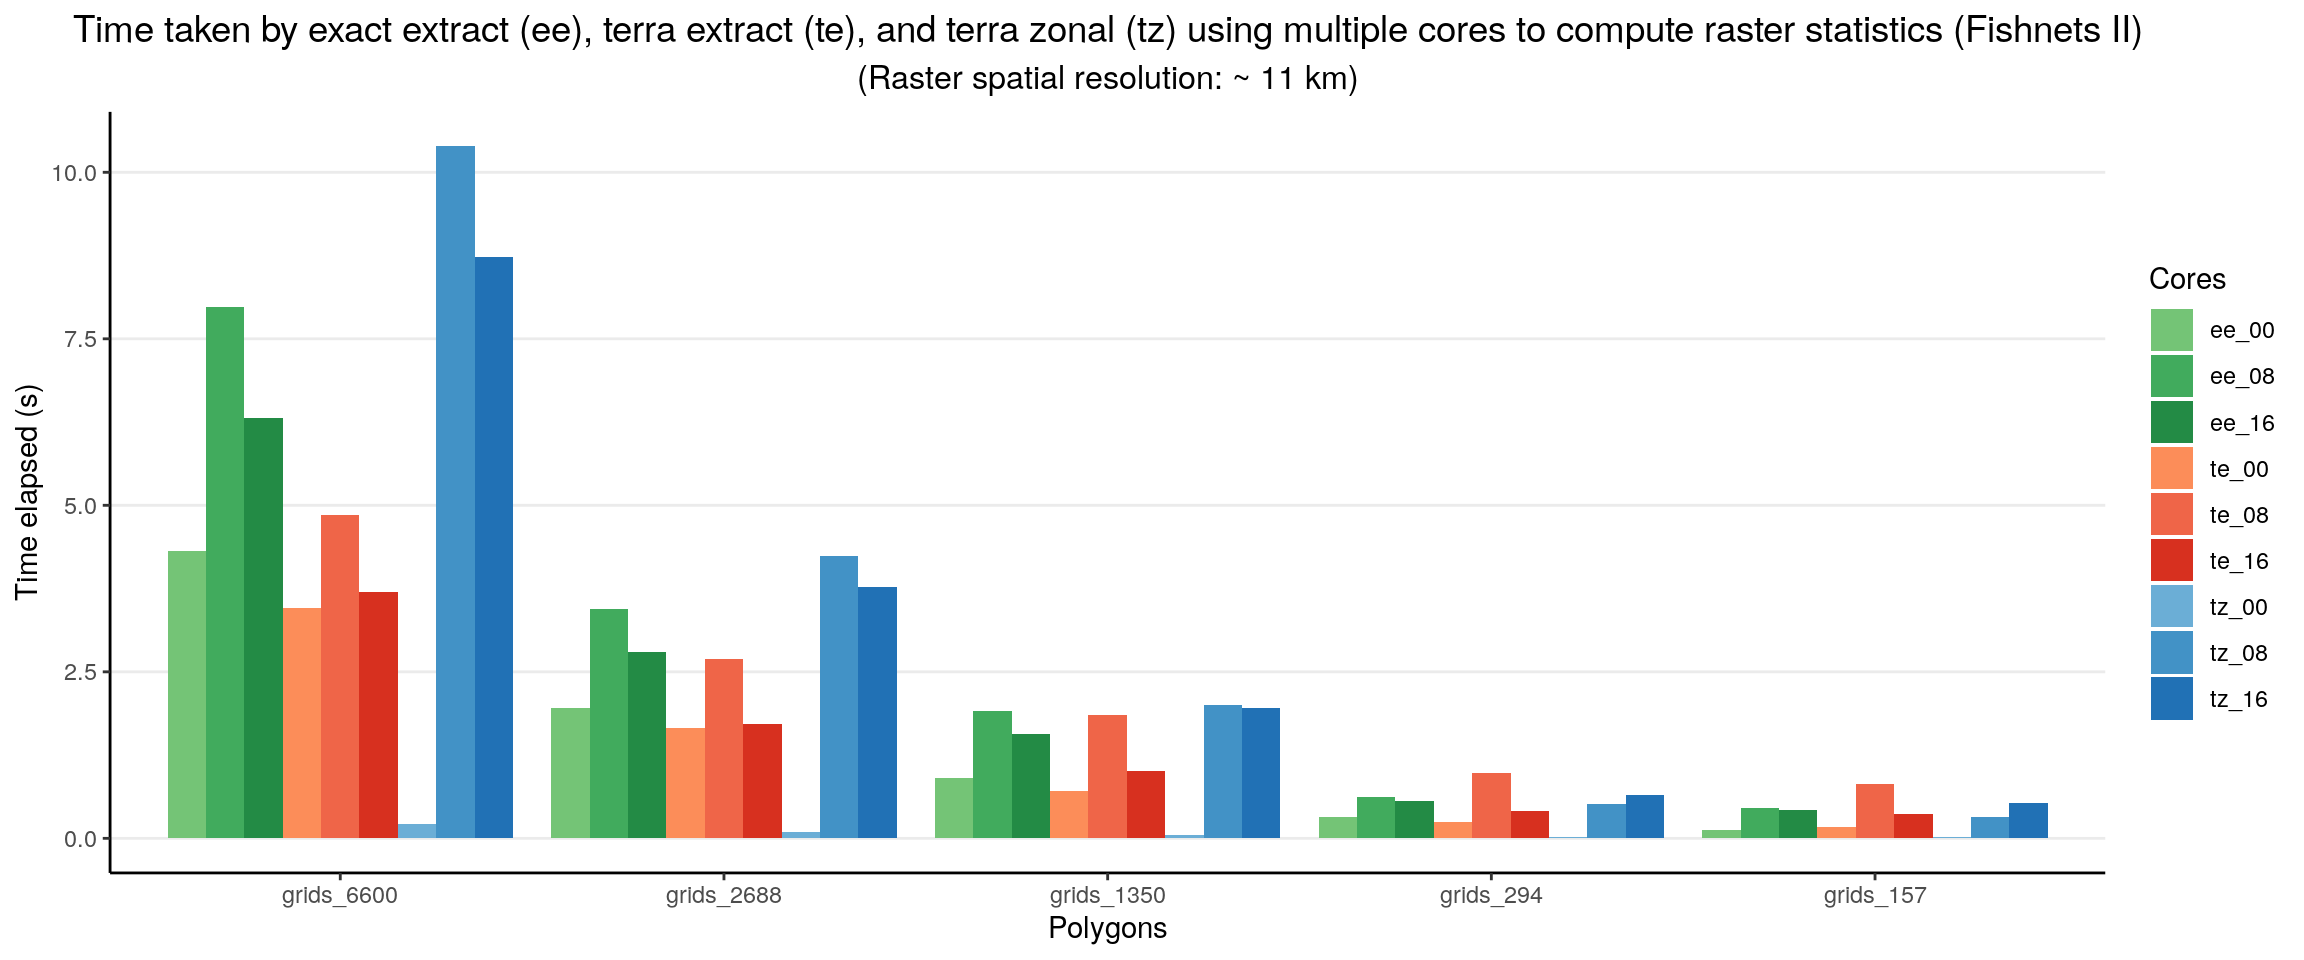 Time taken by exact extract (ee), terra extract (te), and terra zonal (tz) using multiple cores to compute raster statistics (Fishnets II)
(Raster spatial resolution: ~ 11 km)
Time elapsed (s)
10.0
7.5
5.0
2.5
0.0
grids_6600
grids_2688
grids_1350
grids_294
grids_157
Polygons
Cores
ee_00
ee_08
ee_16
te_00
te_08
te_16
tz_00
tz_08
tz_16